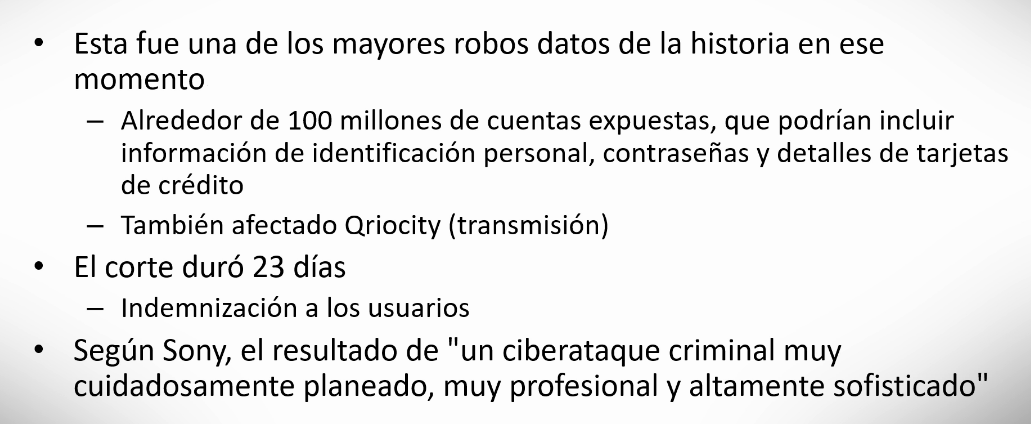 • Esta fue una de los mayores robos datos de la historia en ese
momento
– Alrededor de 100 millones de cuentas expuestas, que podrían incluir
información de identificación personal, contraseñas y detalles de tarjetas
de crédito
– También afectado Qriocity (transmisión)
• El corte duró 23 días
– Indemnización a los usuarios
• Según Sony, el resultado de "un ciberataque criminal muy
cuidadosamente planeado, muy profesional y altamente sofisticado"